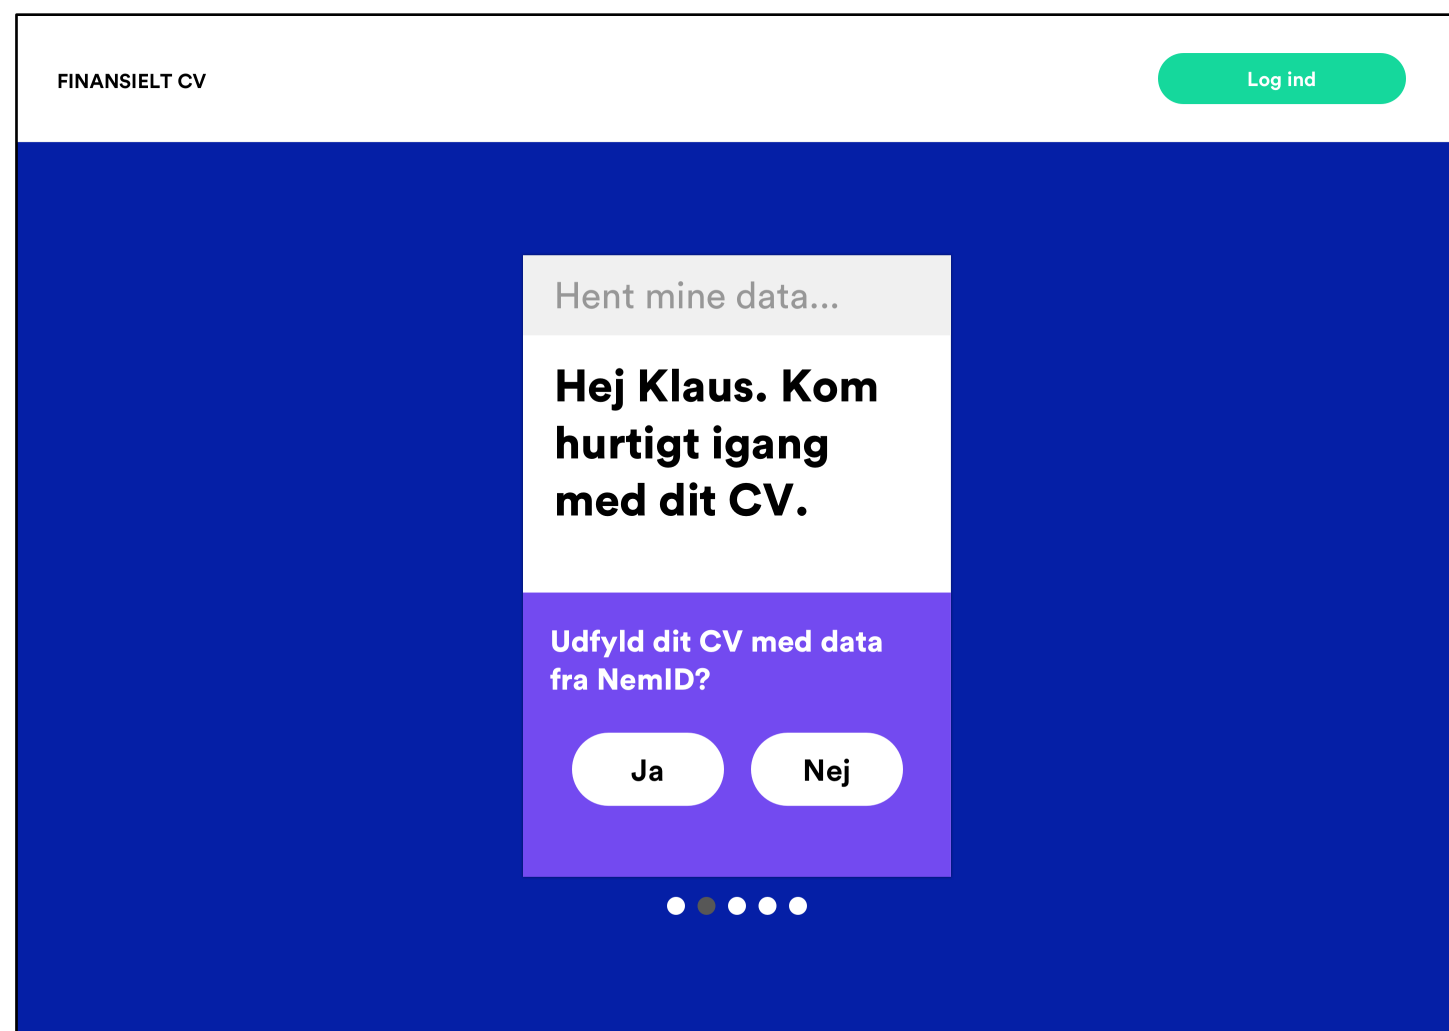 FINANSIELT CV
Log ind
Hent mine data...
Hej Klaus. Kom
hurtigt igang
med dit CV.
Udfyld dit CV med data
fra NemID?
Ja
Nej